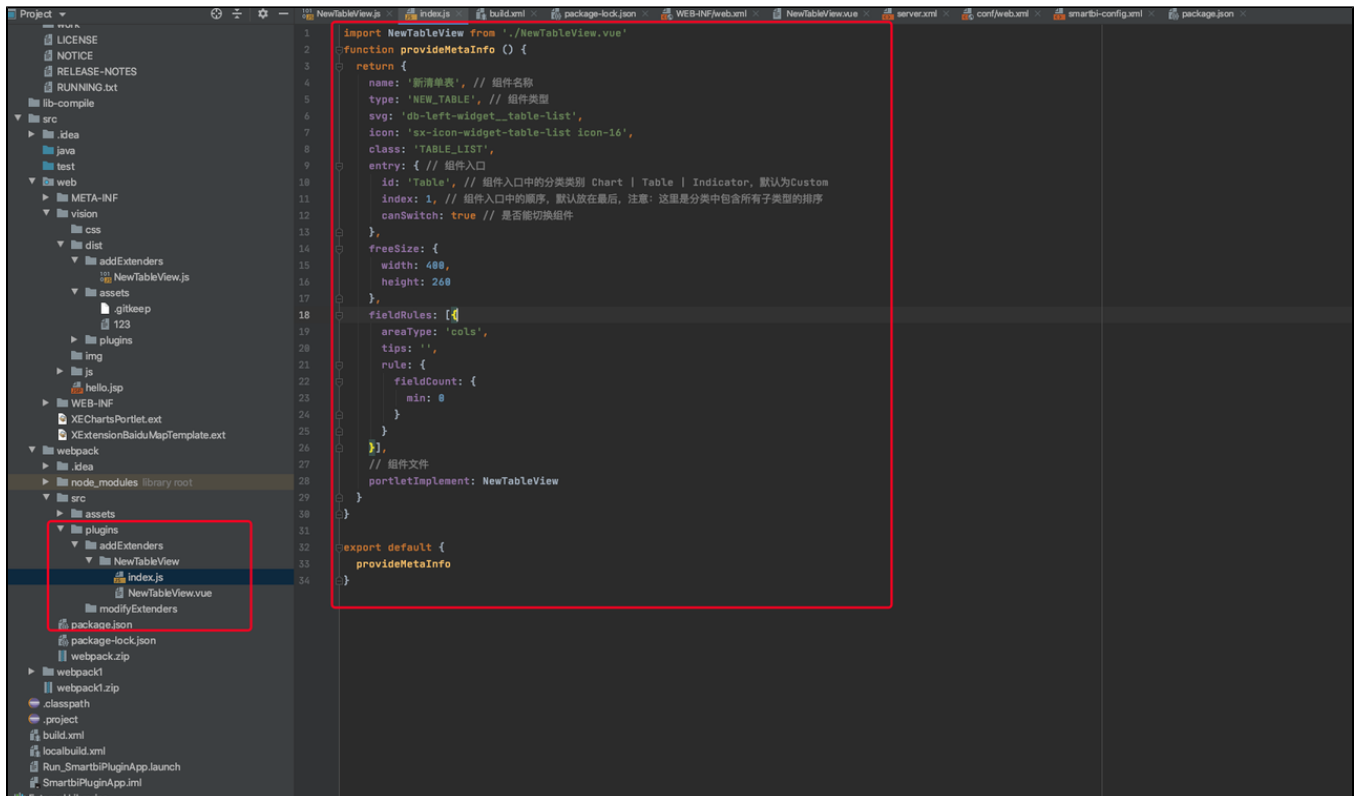 Project
NewTableView.js
index.js
build.xml
package-lock.json
WEB-INF/web.xml
NewTableView.vue
server.xml
conf/web.xml
smartbi-config.xml
package.json
LICENSE
NOTICE
RELEASE-NOTES
RUNNING.txt
lib-compile
src
.idea
java
test
web
META-INF
vision
css
dist
addExtenders
NewTableView.js
assets
.gitkeep
123
plugins
img
js
hello.jsp
WEB-INF
XEChartsPortlet.ext
XExtensionBaiduMapTemplate.ext
webpack
.idea
node_modules library root
src
assets
plugins
addExtenders
NewTableView
index.js
NewTableView.vue
modifyExtenders
package.json
package-lock.json
webpack.zip
webpack1
webpack1.zip
.classpath
.project
build.xml
localbuild.xml
Run_SmartbiPluginApp.launch
SmartbiPluginApp.iml
1 import NewTableView from './NewTableView.vue'
2 function provideMetaInfo () {
3 return {
4 name: '新清单表', // 组件名称
5 type: 'NEW_TABLE', // 组件类型
6 svg: 'db-left-widget__table-list',
7 icon: 'sx-icon-widget-table-list icon-16',
8 class: 'TABLE_LIST',
9 entry: { // 组件入口
10 id: 'Table', // 组件入口中的分类类别 Chart | Table | Indicator，默认为Custom
11 index: 1, // 组件入口中的顺序，默认放在最后，注意：这里是分类中包含所有子类型的排序
12 canSwitch: true // 是否能切换组件
13 },
14 freeSize: {
15 width: 400,
16 height: 260
17 },
18 fieldRules: [{
19 areaType: 'cols',
20 tips: '',
21 rule: {
22 fieldCount: {
23 min: 0
24 }
25 }
26 }],
27 // 组件文件
28 portletImplement: NewTableView
29 }
30 }
31
32 export default {
33 provideMetaInfo
34 }